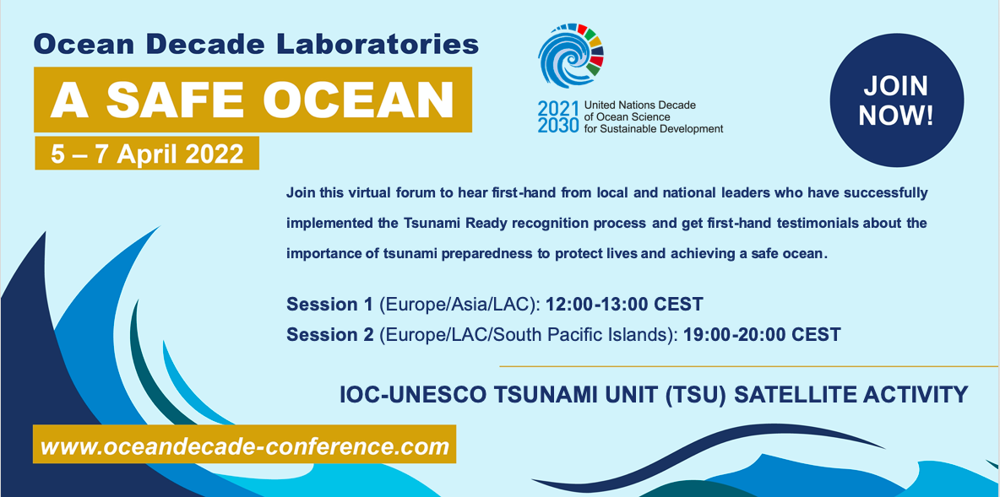 Ocean Decade Laboratories
A SAFE OCEAN
5 – 7 April 2022
2021
2030
United Nations Decade
of Ocean Science
for Sustainable Development
JOIN
NOW!
Join this virtual forum to hear first-hand from local and national leaders who have successfully
implemented the Tsunami Ready recognition process and get first-hand testimonials about the
importance of tsunami preparedness to protect lives and achieving a safe ocean.
Session 1 (Europe/Asia/LAC): 12:00-13:00 CEST
Session 2 (Europe/LAC/South Pacific Islands): 19:00-20:00 CEST
IOC-UNESCO TSUNAMI UNIT (TSU) SATELLITE ACTIVITY
www.oceandecade-conference.com